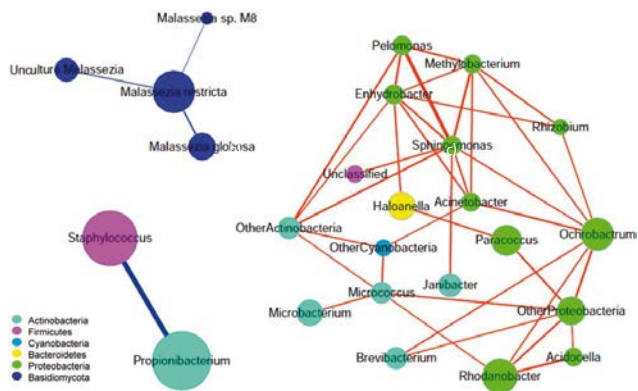 Malassezia sp. M8
Unculture Malassezia
Malassezia restricta
Malassezia globosa
Pelomonas
Methylobacterium
Enhydrobacter
Rhizobium
Sphingomonas
a
Unclassified
Haloanella
Acinetobacter
OtherActinobacteria
Ochrobactrum
Staphylococcus
OtherCyanobacteria
Paracoccus
Micrococcus
Janibacter
Microbacterium
OtherProteobacteria
Propionibacterium
Brevibacterium
Acidocella
Rhodanobacter
Actinobacteria
Firmicutes
Cyanobacteria
Bacteroidetes
Proteobacteria
Basidiomycota